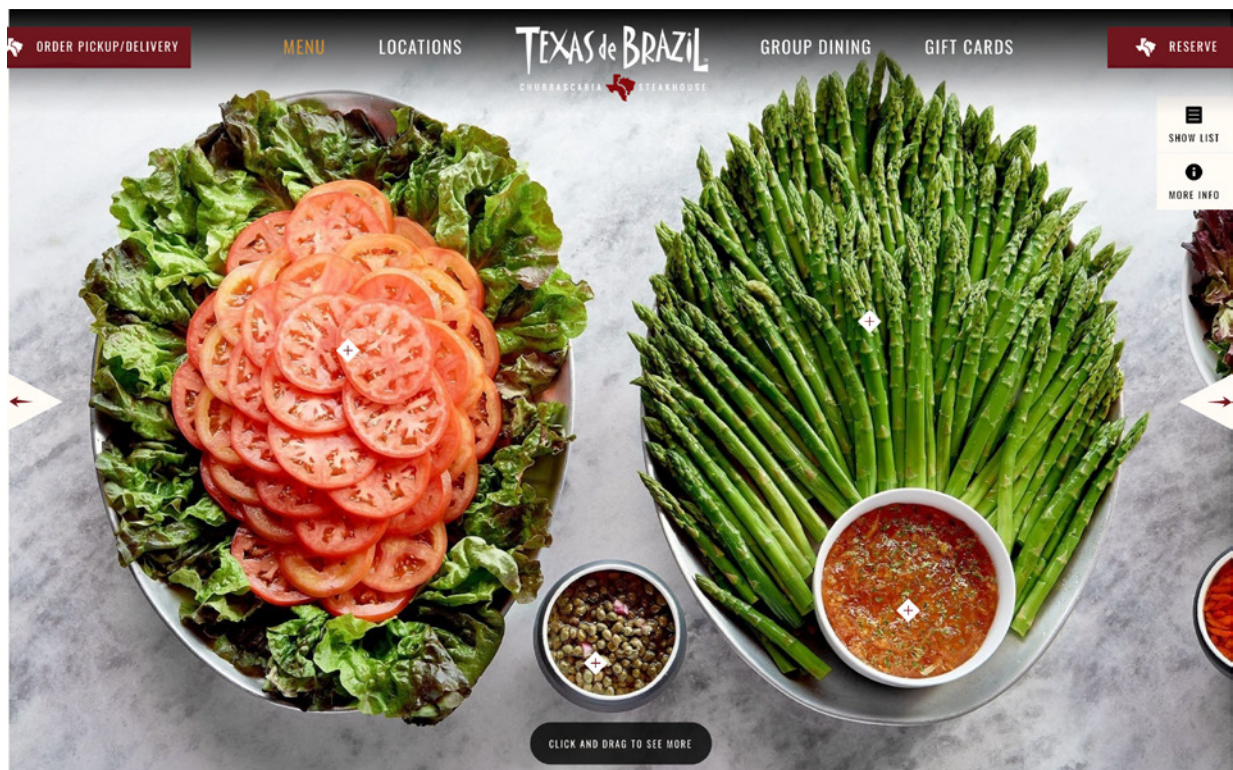 ORDER PICKUP/DELIVERY
MENU
LOCATIONS
TEXAS de BRAZIL
CHURRASCARIA STEAKHOUSE
GROUP DINING
GIFT CARDS
RESERVE
SHOW LIST
MORE INFO
CLICK AND DRAG TO SEE MORE